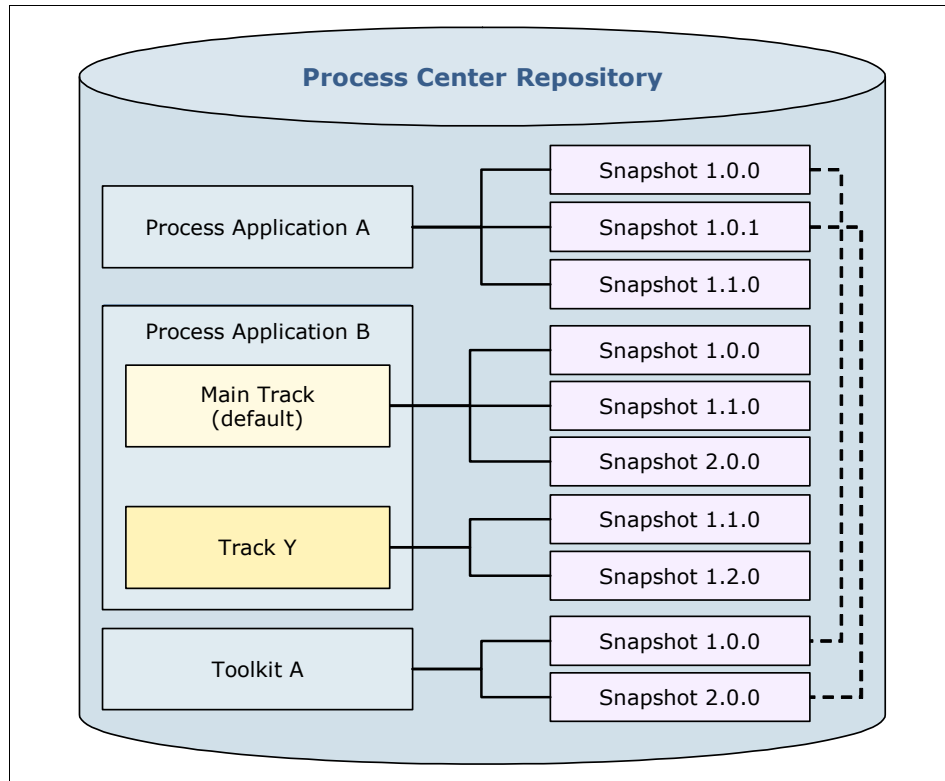 Process Center Repository
Process Application A
Snapshot 1.0.0
Snapshot 1.0.1
Snapshot 1.1.0
Process Application B
Main Track
(default)
Snapshot 1.0.0
Snapshot 1.1.0
Snapshot 2.0.0
Track Y
Snapshot 1.1.0
Snapshot 1.2.0
Toolkit A
Snapshot 1.0.0
Snapshot 2.0.0